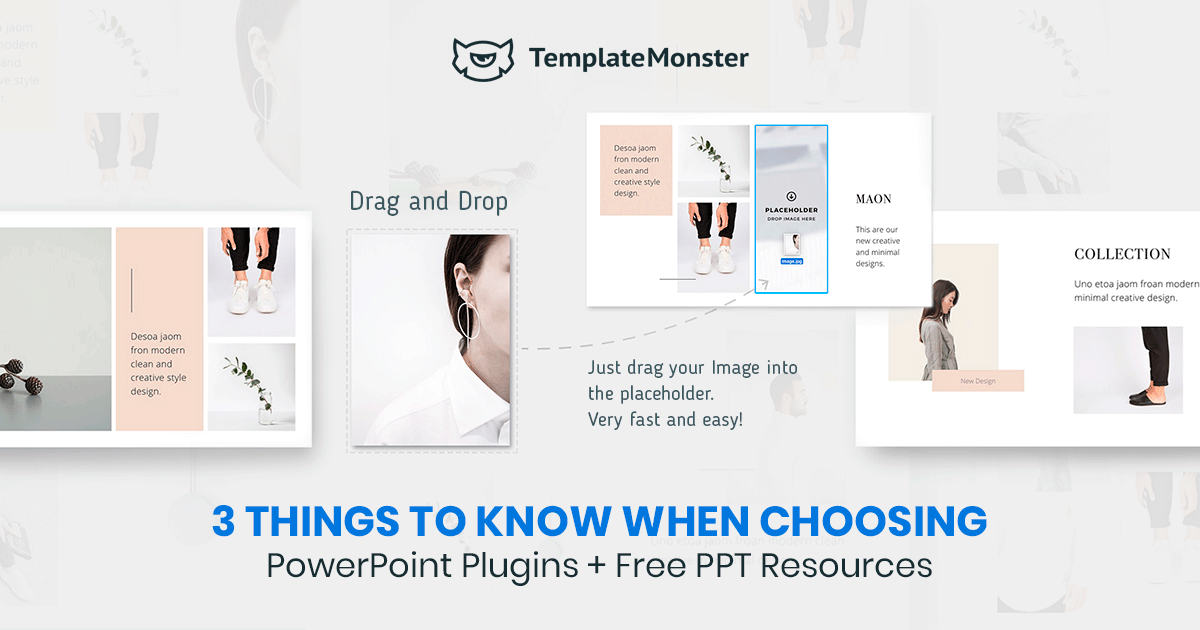 TemplateMonster
Drag and Drop
Desoa jaom
fron modern
clean and
creative style
design.
PLACEHOLDER
DROP IMAGE HERE
image.jpg
MAON
This are our
new creative
and minimal
designs.
Desoa jaom
fron modern
clean and
creative style
design.
COLLECTION
Uno etoa jaom froan modern
minimal creative design.
New Design
Just drag your Image into
the placeholder.
Very fast and easy!
3 THINGS TO KNOW WHEN CHOOSING
PowerPoint Plugins + Free PPT Resources